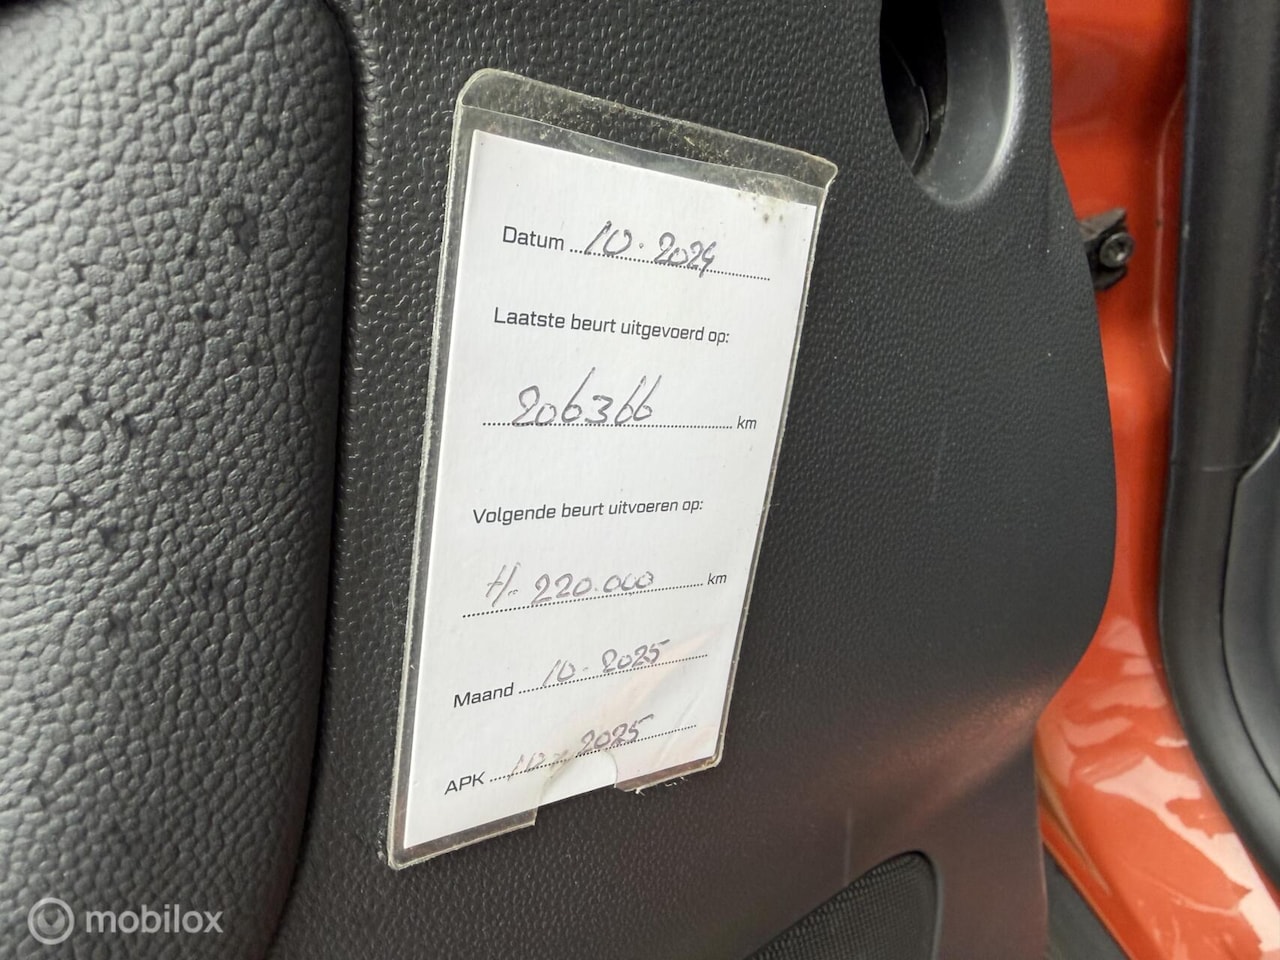 Datum 10.2024
Laatste beurt uitgevoerd op:
206366 km
Volgende beurt uitvoeren op:
+/- 220.000 km
Maand 10-2025
APK 2025
mobilox